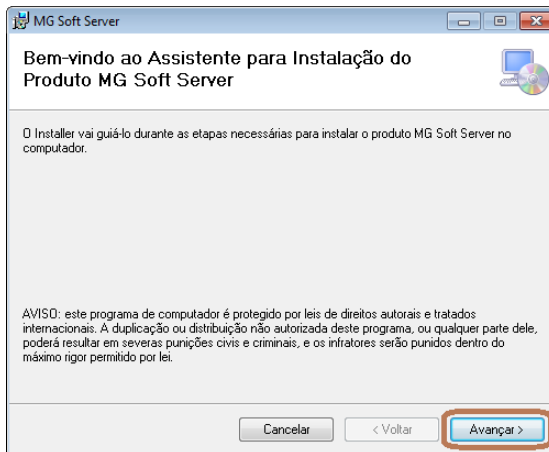 MG Soft Server
Bem-vindo ao Assistente para Instalação do
Produto MG Soft Server
O Installer vai guiá-lo durante as etapas necessárias para instalar o produto MG Soft Server no
computador.
AVISO: este programa de computador é protegido por leis de direitos autorais e tratados
internacionais. A duplicação ou distribuição não autorizada deste programa, ou qualquer parte dele,
poderá resultar em severas punições civis e criminais, e os infratores serão punidos dentro do
máximo rigor permitido por lei.
Cancelar
< Voltar
Avançar >